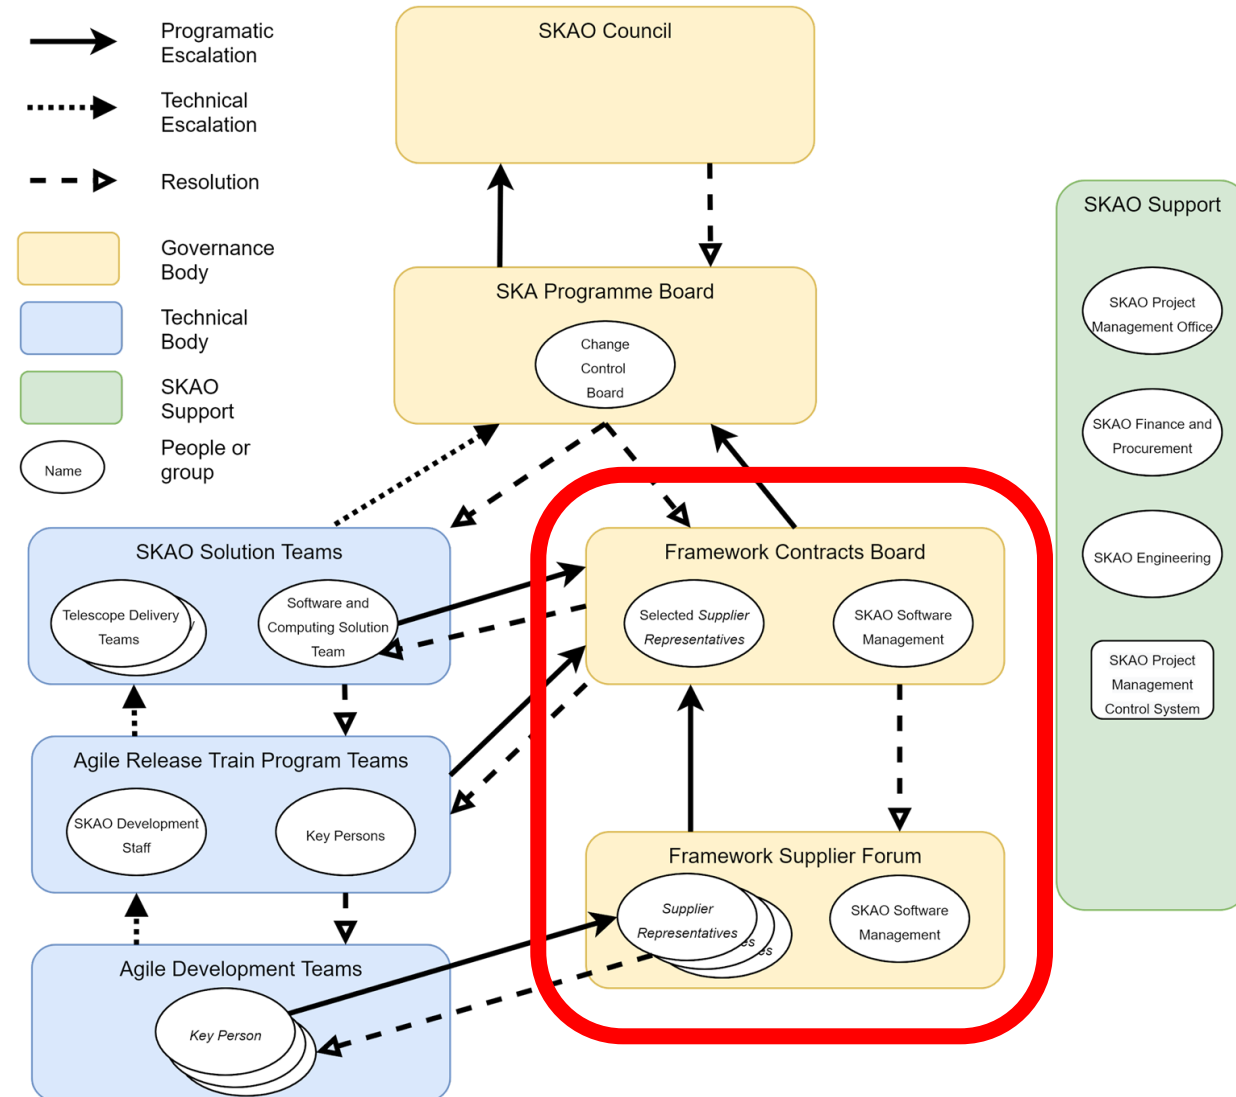 Programatic
Escalation
Technical
Escalation
Resolution
Governance
Body
Technical
Body
SKAO
Support
People or
group
Name
SKAO Council
SKA Programme Board
Change
Control
Board
SKAO Solution Teams
Telescope Delivery
Teams
y
Software and
Computing Solution
Team
Framework Contracts Board
Selected Supplier
Representatives
SKAO Software
Management
Agile Release Train Program Teams
SKAO Development
Staff
Key Persons
Framework Supplier Forum
Supplier
Representatives
es
es
SKAO Software
Management
Agile Development Teams
Key Person
SKAO Support
SKAO Project
Management Office
SKAO Finance and
Procurement
SKAO Engineering
SKAO Project
Management
Control System